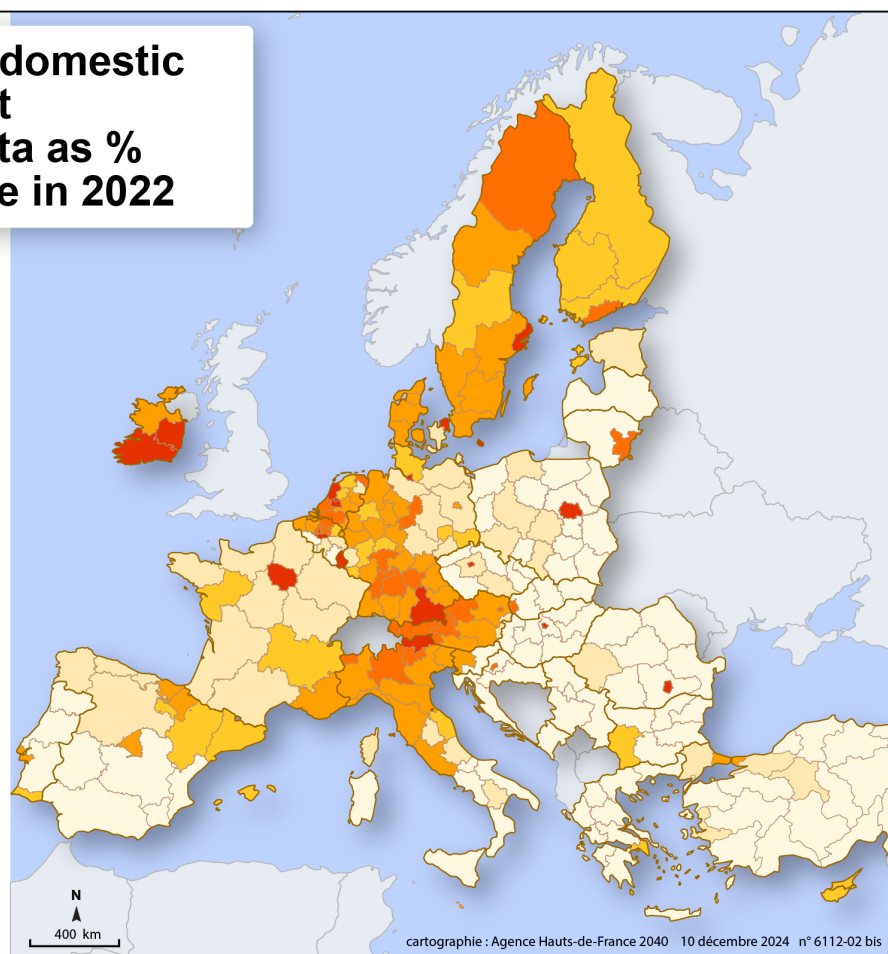 domestic
t
ta as %
e in 2022
N
400 km
cartographie : Agence Hauts-de-France 2040 10 décembre 2024 n° 6112-02 bis